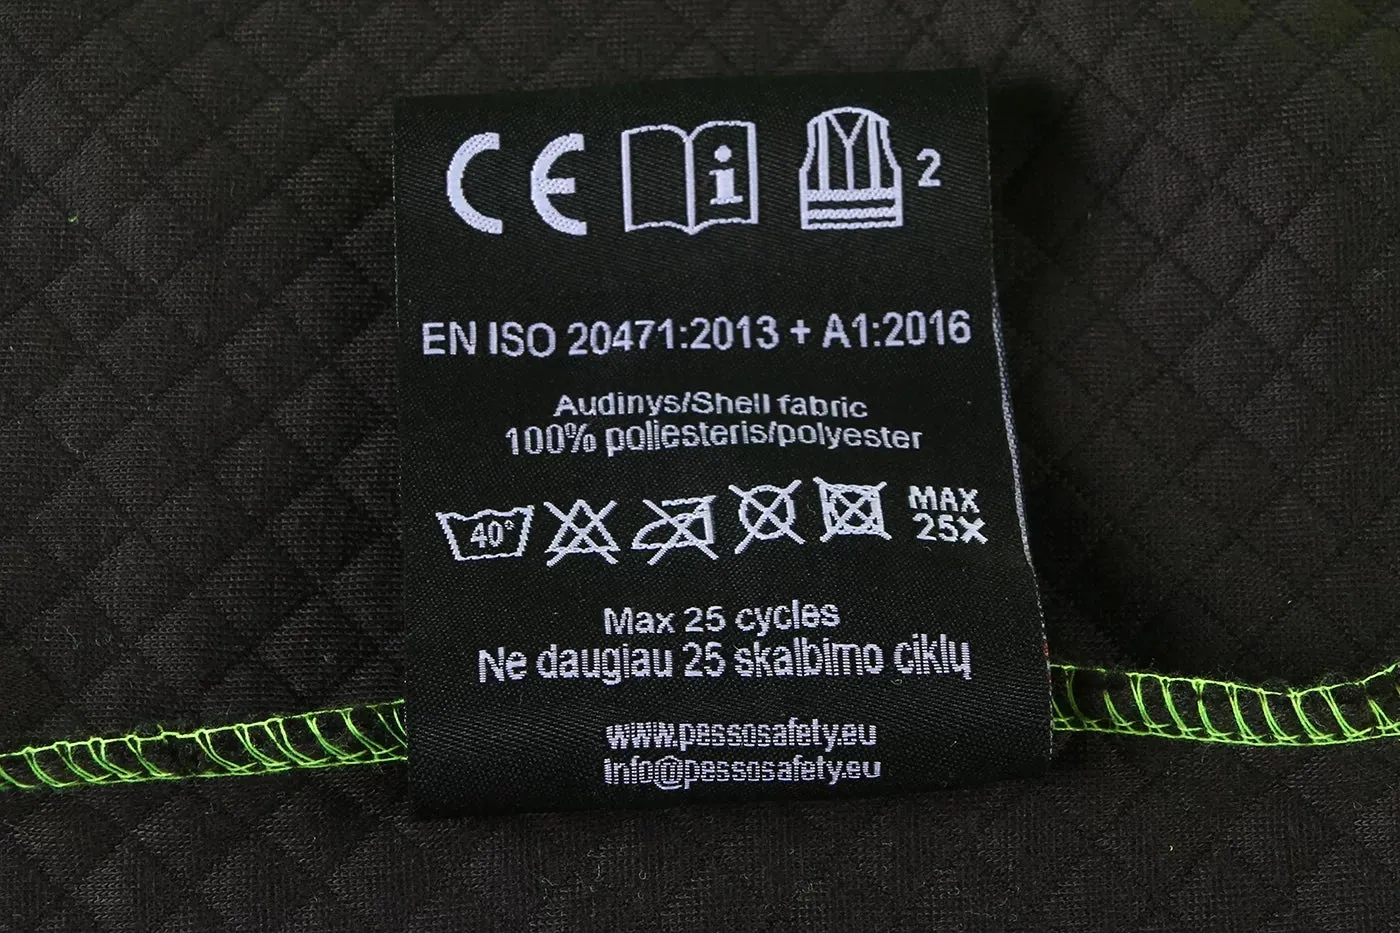 CE i 2
EN ISO 20471:2013 + A1:2016
Audinys/Shell fabric
100% poliesteris/polyester
40° MAX
25X
Max 25 cycles
Ne daugiau 25 skalbimo ciklų
www.pessosafety.eu
info@pessosafety.eu